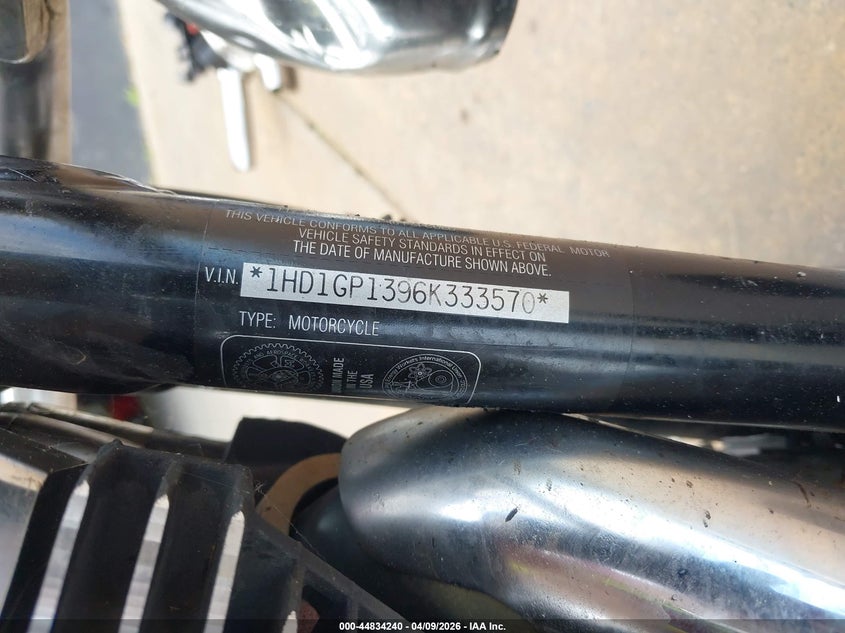 THIS VEHICLE CONFORMS TO ALL APPLICABLE U.S. FEDERAL MOTOR
VEHICLE SAFETY STANDARDS IN EFFECT ON
THE DATE OF MANUFACTURE SHOWN ABOVE.
V.I.N. *1HD1GP1396K333570*
TYPE: MOTORCYCLE
UNION MADE
IN THE
USA
000-44834240 - 04/09/2026 - IAA Inc.